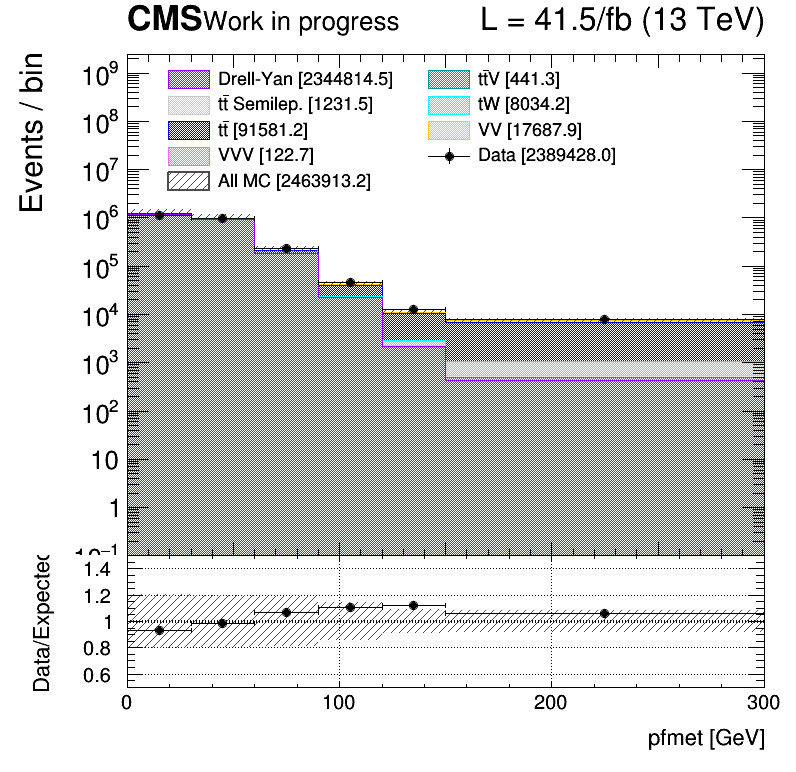 CMS Work in progress L = 41.5/fb (13 TeV)
Events / bin
10⁹
10⁸
10⁷
10⁶
10⁵
10⁴
10³
10²
10
1
10⁻¹
Drell-Yan [2344814.5]
tt̄ Semilep. [1231.5]
tt̄ [91581.2]
VVV [122.7]
All MC [2463913.2]
tt̄V [441.3]
tW [8034.2]
VV [17687.9]
Data [2389428.0]
Data/Expected
1.4
1.2
1
0.8
0.6
0 100 200 300
pfmet [GeV]